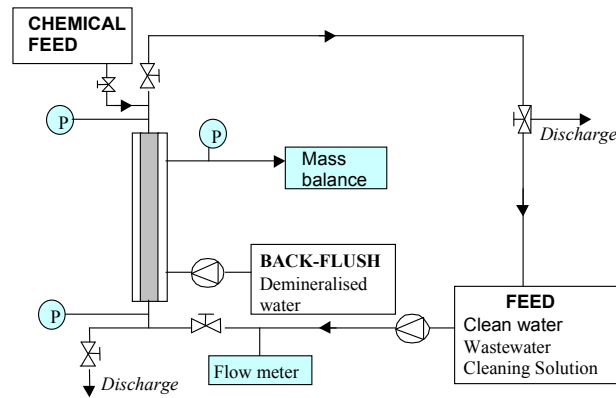 CHEMICAL
FEED
P
P
Discharge
Mass
balance
BACK-FLUSH
Demineralised
water
P
FEED
Clean water
Wastewater
Cleaning Solution
Flow meter
Discharge